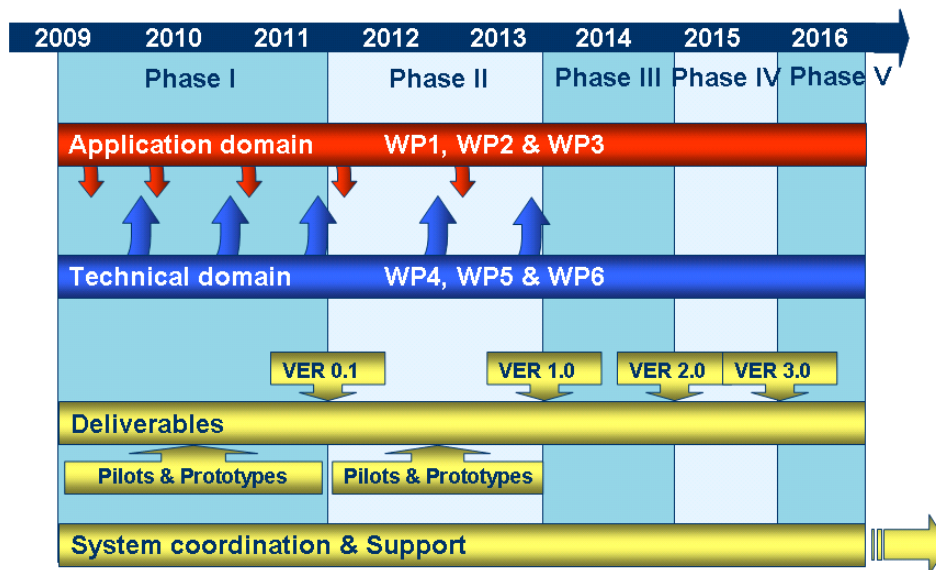 2009 2010 2011 2012 2013 2014 2015 2016
Phase I Phase II Phase III Phase IV Phase V
Application domain WP1, WP2 & WP3
Technical domain WP4, WP5 & WP6
VER 0.1 VER 1.0 VER 2.0 VER 3.0
Deliverables
Pilots & Prototypes Pilots & Prototypes
System coordination & Support